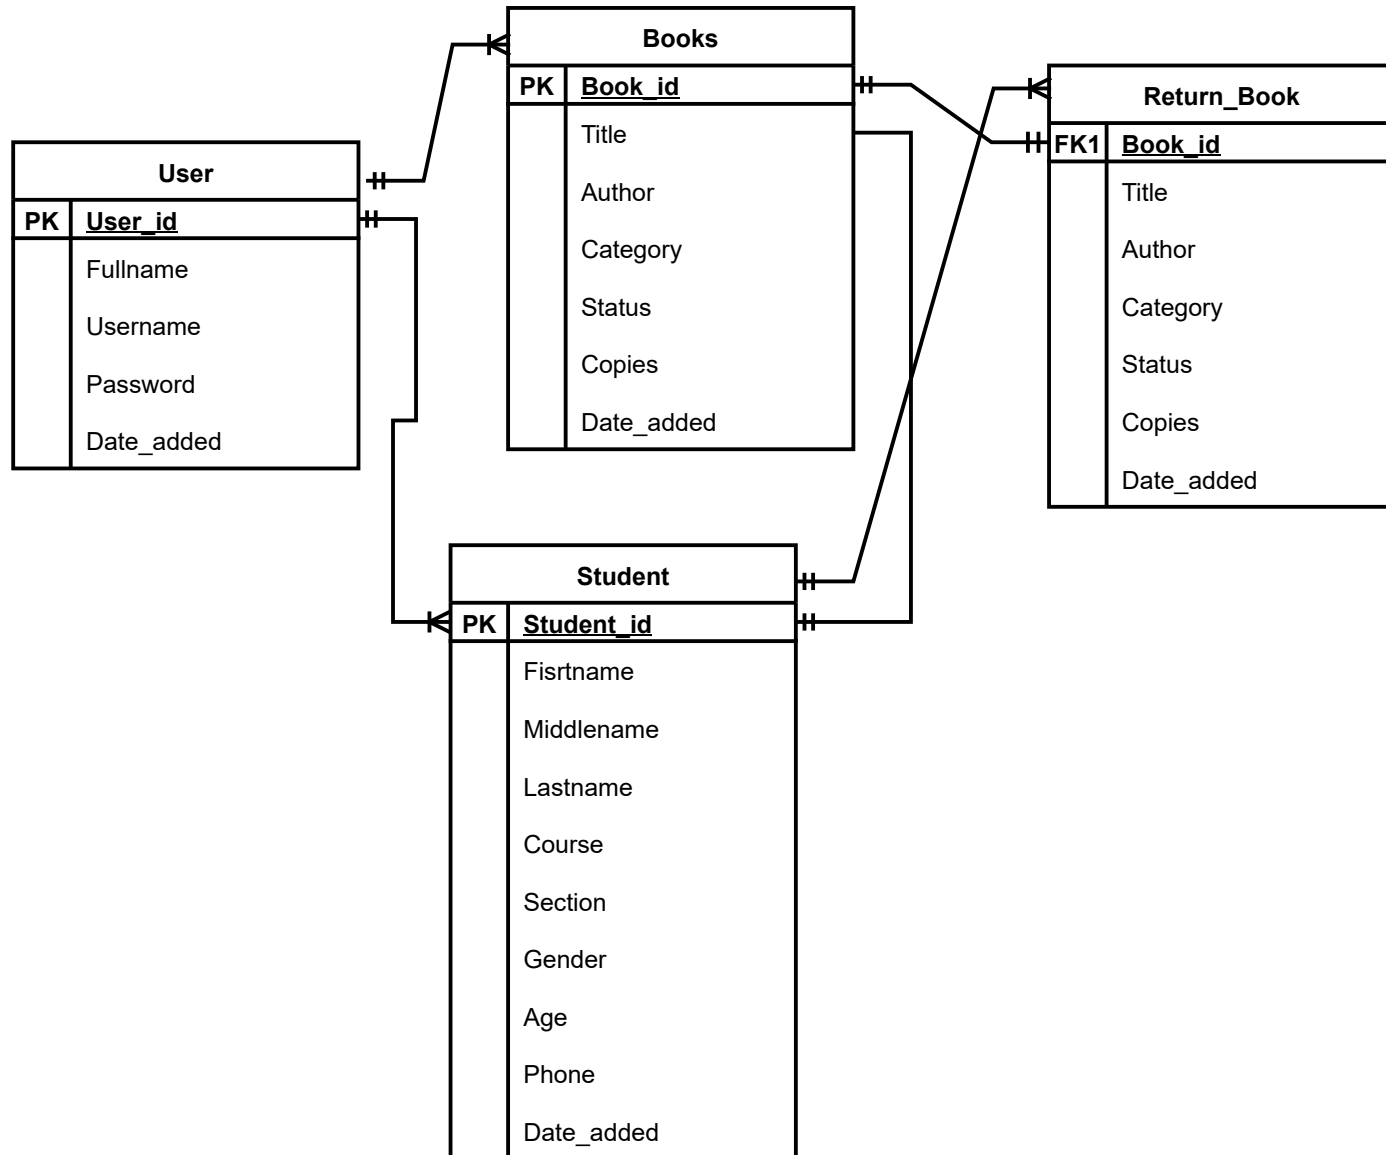 Books
PK Book_id
Title
Author
Category
Status
Copies
Date_added
Return_Book
FK1 Book_id
Title
Author
Category
Status
Copies
Date_added
User
PK User_id
Fullname
Username
Password
Date_added
Student
PK Student_id
Fisrtname
Middlename
Lastname
Course
Section
Gender
Age
Phone
Date_added